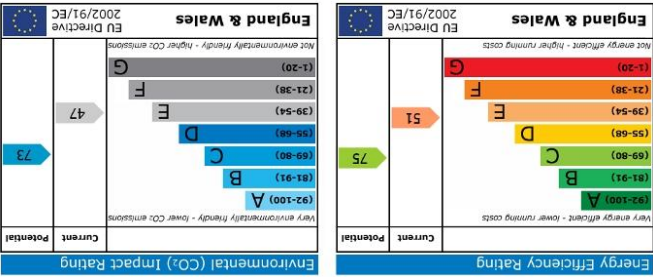 Energy Efficiency Rating
Current
Potential
Very energy efficient - lower running costs
(92-100) A
(81-91) B
(69-80) C
(55-68) D
(39-54) E
(21-38) F
(1-20) G
Not energy efficient - higher running costs
51
75
England & Wales
EU Directive
2002/91/EC
Environmental (CO₂) Impact Rating
Current
Potential
Very environmentally friendly - lower CO₂ emissions
(92-100) A
(81-91) B
(69-80) C
(55-68) D
(39-54) E
(21-38) F
(1-20) G
Not environmentally friendly - higher CO₂ emissions
47
73
England & Wales
EU Directive
2002/91/EC